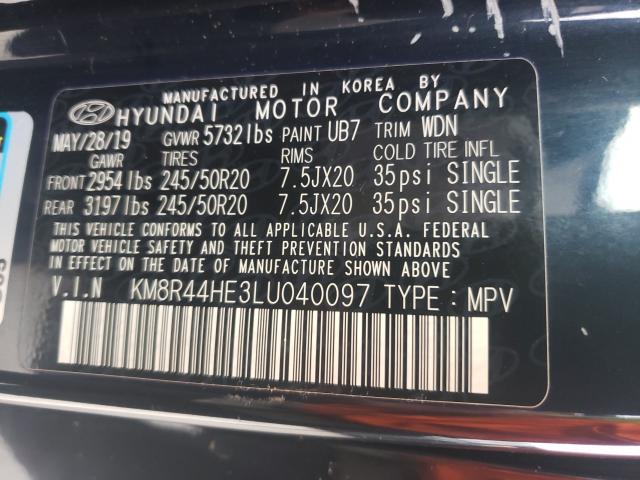 MANUFACTURED IN KOREA BY
HYUNDAI MOTOR COMPANY
MAY/28/19 GVWR 5732lbs PAINT UB7 TRIM WDN
GAWR TIRES RIMS COLD TIRE INFL
FRONT 2954lbs 245/50R20 7.5JX20 35psi SINGLE
REAR 3197lbs 245/50R20 7.5JX20 35psi SINGLE
THIS VEHICLE CONFORMS TO ALL APPLICABLE U.S.A. FEDERAL
MOTOR VEHICLE SAFETY AND THEFT PREVENTION STANDARDS
IN EFFECT ON THE DATE OF MANUFACTURE SHOWN ABOVE
V.I.N KM8R44HE3LU040097 TYPE : MPV